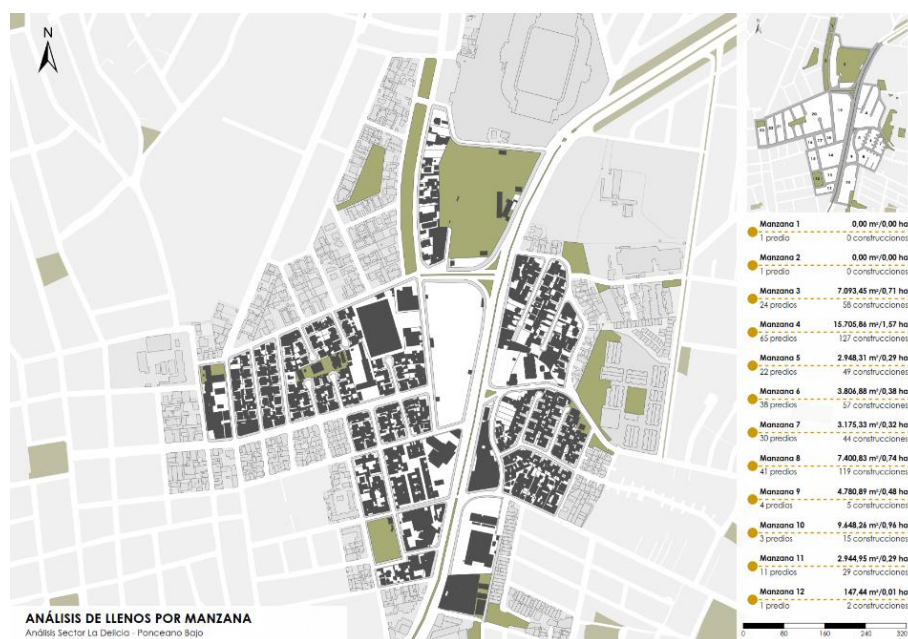 N
Manzana 1 0,00 m²/0,00 ha
1 predio 0 construcciones
Manzana 2 0,00 m²/0,00 ha
1 predio 0 construcciones
Manzana 3 7.093,45 m²/0,71 ha
24 predios 58 construcciones
Manzana 4 15.705,86 m²/1,57 ha
65 predios 127 construcciones
Manzana 5 2.948,31 m²/0,29 ha
22 predios 49 construcciones
Manzana 6 3.806,88 m²/0,38 ha
38 predios 57 construcciones
Manzana 7 3.175,33 m²/0,32 ha
30 predios 44 construcciones
Manzana 8 7.400,83 m²/0,74 ha
41 predios 119 construcciones
Manzana 9 4.780,89 m²/0,48 ha
4 predios 5 construcciones
Manzana 10 9.648,26 m²/0,96 ha
3 predios 15 construcciones
Manzana 11 2.944,95 m²/0,29 ha
11 predios 29 construcciones
Manzana 12 147,44 m²/0,01 ha
1 predio 2 construcciones
0 80 160 240 320
ANÁLISIS DE LLENOS POR MANZANA
Análisis Sector La Delicia - Ponceano Bajo